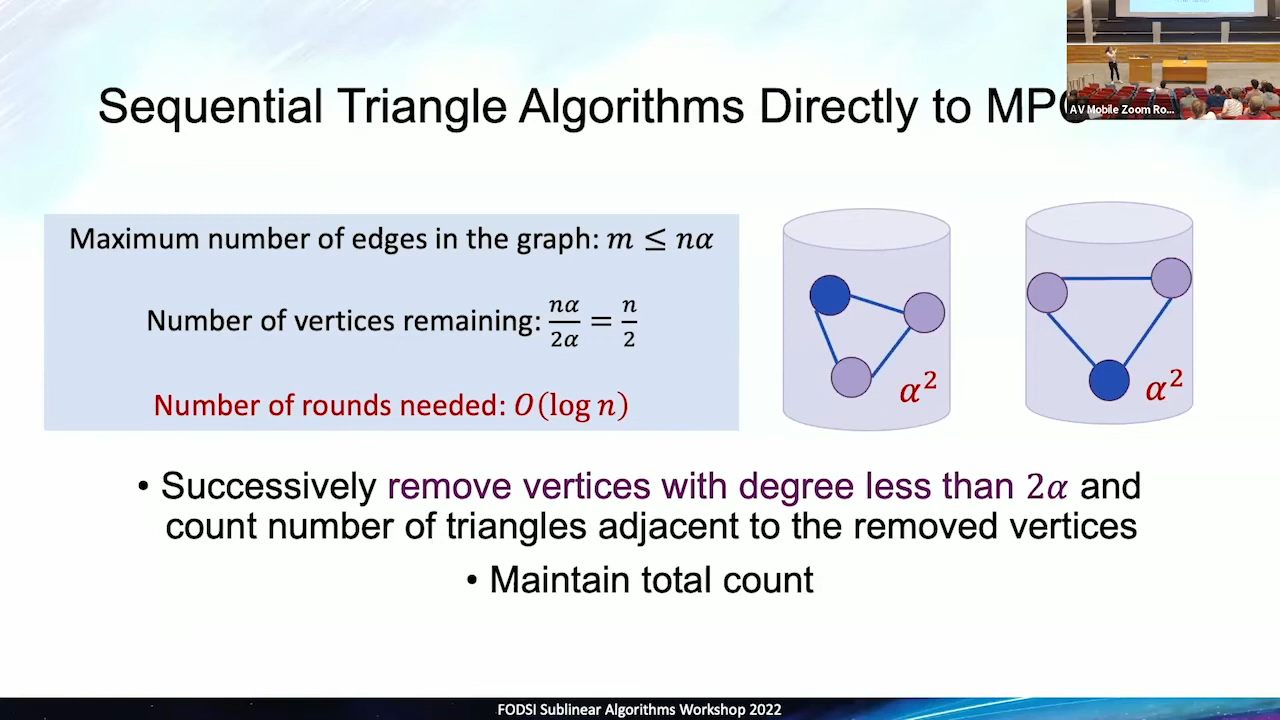 Sequential Triangle Algorithms Directly to MP
AV Mobile Zoom Ro...
Maximum number of edges in the graph: m ≤ nα
Number of vertices remaining: nα/2α = n/2
Number of rounds needed: O(log n)
α²
α²
• Successively remove vertices with degree less than 2α and
count number of triangles adjacent to the removed vertices
• Maintain total count
FODSI Sublinear Algorithms Workshop 2022